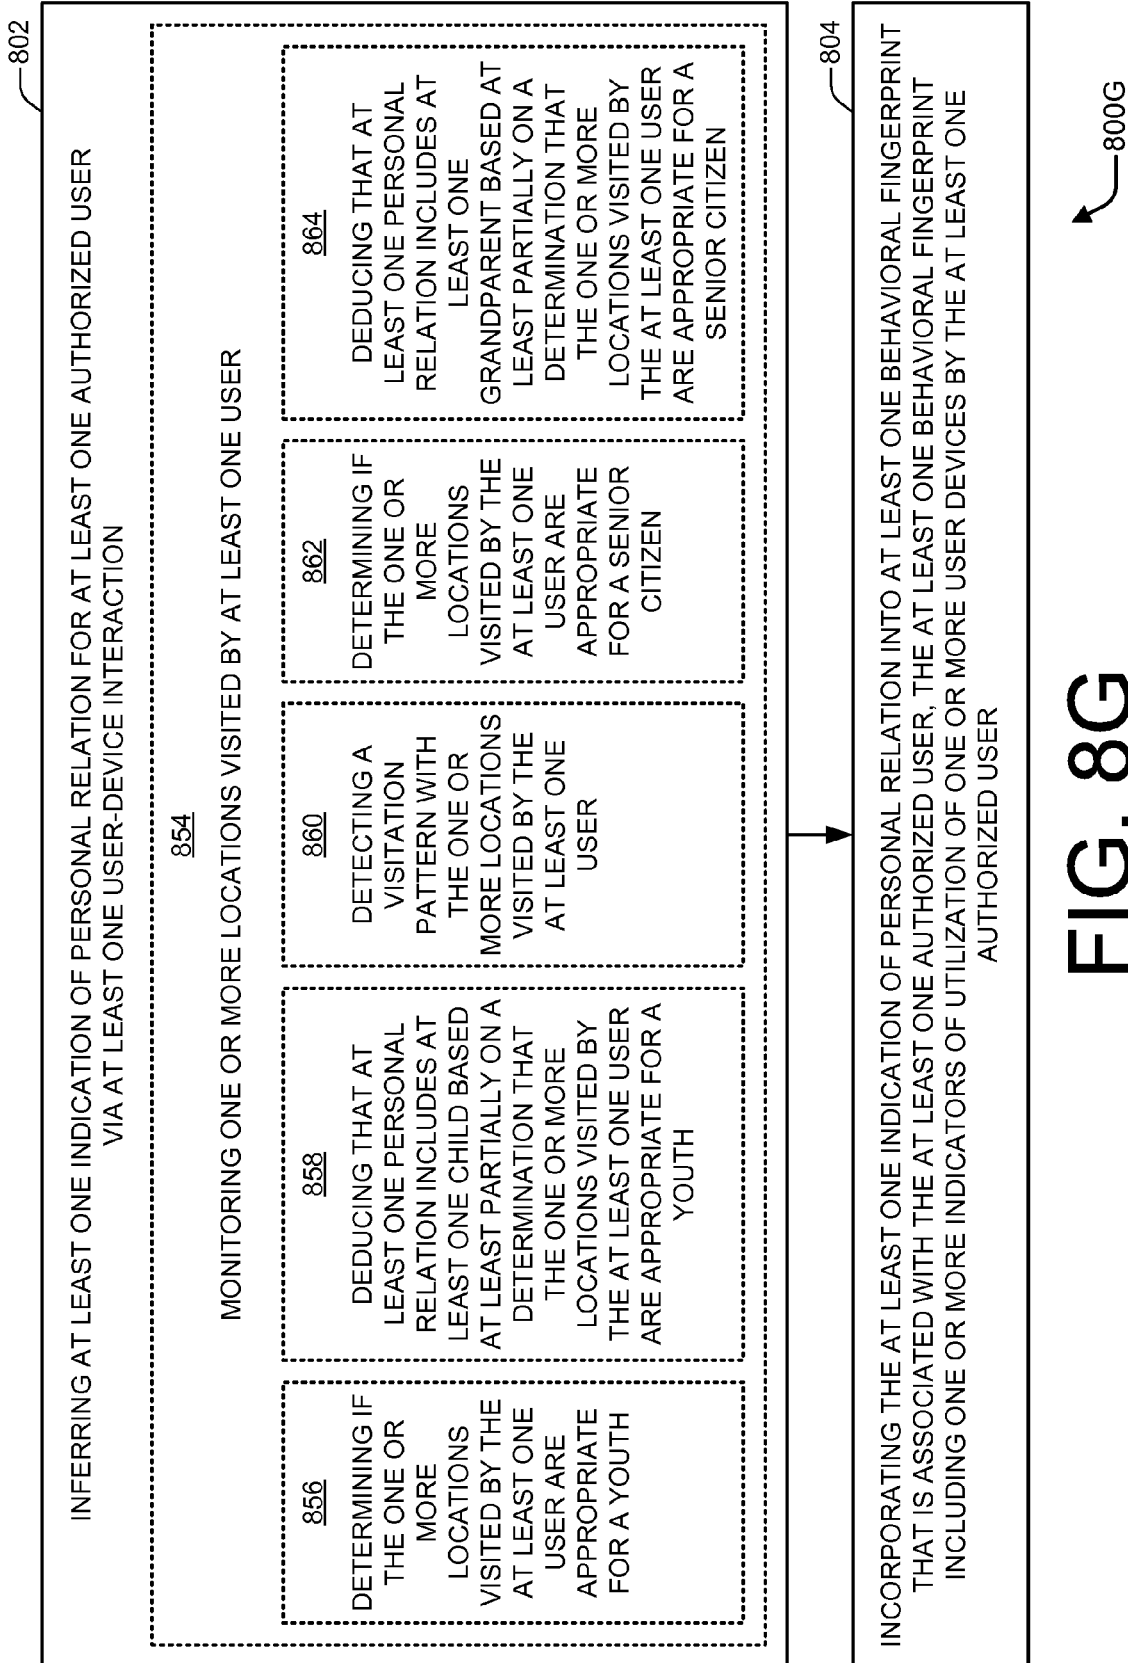 802
INFERRING AT LEAST ONE INDICATION OF PERSONAL RELATION FOR AT LEAST ONE AUTHORIZED USER
VIA AT LEAST ONE USER-DEVICE INTERACTION
854
MONITORING ONE OR MORE LOCATIONS VISITED BY AT LEAST ONE USER
856
DETERMINING IF
THE ONE OR
MORE
LOCATIONS
VISITED BY THE
AT LEAST ONE
USER ARE
APPROPRIATE
FOR A YOUTH
858
DEDUCING THAT AT
LEAST ONE PERSONAL
RELATION INCLUDES AT
LEAST ONE CHILD BASED
AT LEAST PARTIALLY ON A
DETERMINATION THAT
THE ONE OR MORE
LOCATIONS VISITED BY
THE AT LEAST ONE USER
ARE APPROPRIATE FOR A
YOUTH
860
DETECTING A
VISITATION
PATTERN WITH
THE ONE OR
MORE LOCATIONS
VISITED BY THE
AT LEAST ONE
USER
862
DETERMINING IF
THE ONE OR
MORE
LOCATIONS
VISITED BY THE
AT LEAST ONE
USER ARE
APPROPRIATE
FOR A SENIOR
CITIZEN
864
DEDUCING THAT AT
LEAST ONE PERSONAL
RELATION INCLUDES AT
LEAST ONE
GRANDPARENT BASED AT
LEAST PARTIALLY ON A
DETERMINATION THAT
THE ONE OR MORE
LOCATIONS VISITED BY
THE AT LEAST ONE USER
ARE APPROPRIATE FOR A
SENIOR CITIZEN
804
INCORPORATING THE AT LEAST ONE INDICATION OF PERSONAL RELATION INTO AT LEAST ONE BEHAVIORAL FINGERPRINT
THAT IS ASSOCIATED WITH THE AT LEAST ONE AUTHORIZED USER, THE AT LEAST ONE BEHAVIORAL FINGERPRINT
INCLUDING ONE OR MORE INDICATORS OF UTILIZATION OF ONE OR MORE USER DEVICES BY THE AT LEAST ONE
AUTHORIZED USER
800G
FIG. 8G